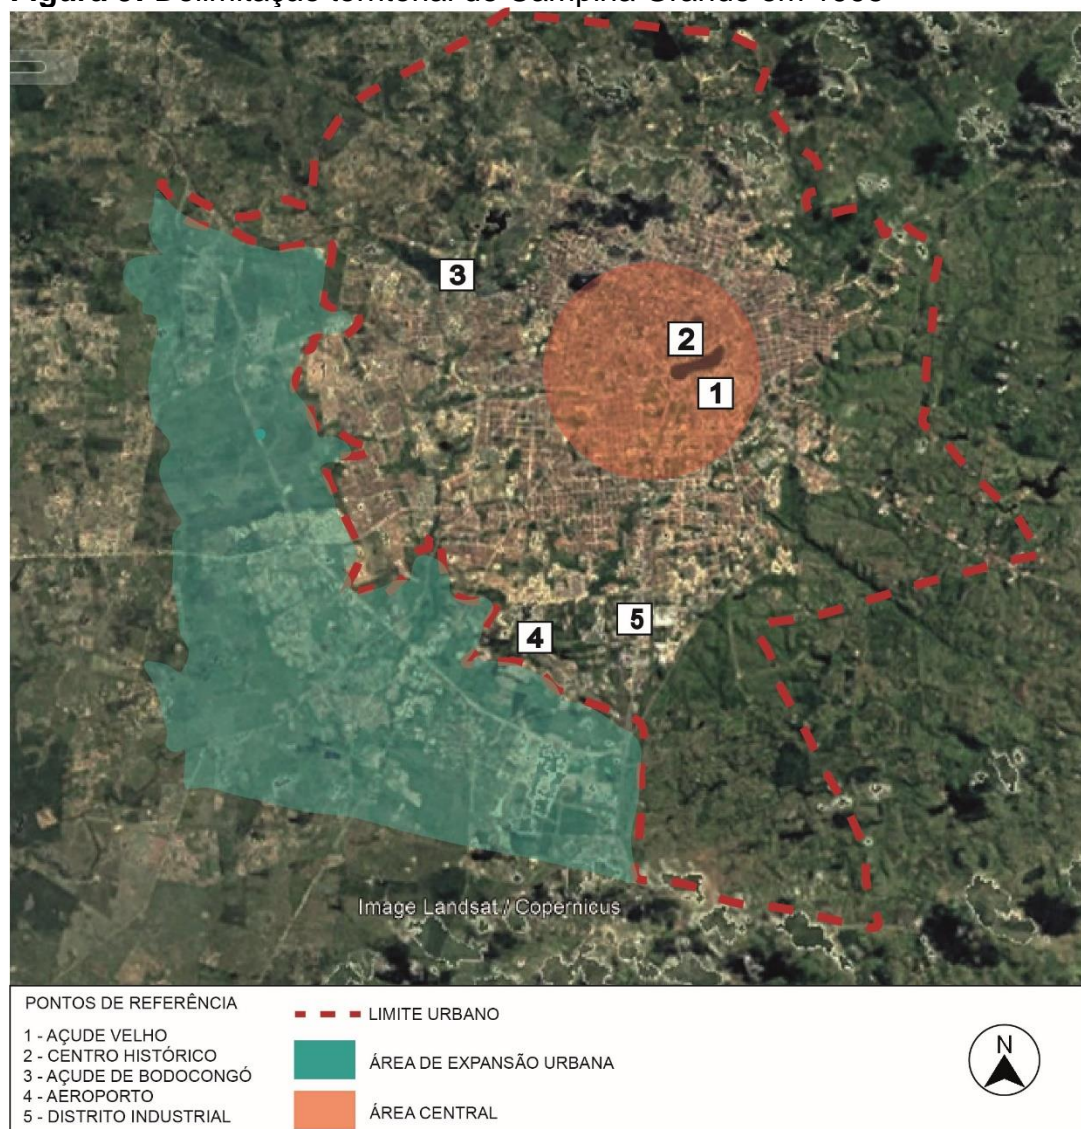 Delimitação territorial de Campina Grande em
3
2
1
5
4
Image Landsat / Copernicus
PONTOS DE REFERÊNCIA
1 - AÇUDE VELHO
2 - CENTRO HISTÓRICO
3 - AÇUDE DE BODOCONGÓ
4 - AEROPORTO
5 - DISTRITO INDUSTRIAL
LIMITE URBANO
ÁREA DE EXPANSÃO URBANA
ÁREA CENTRAL
N